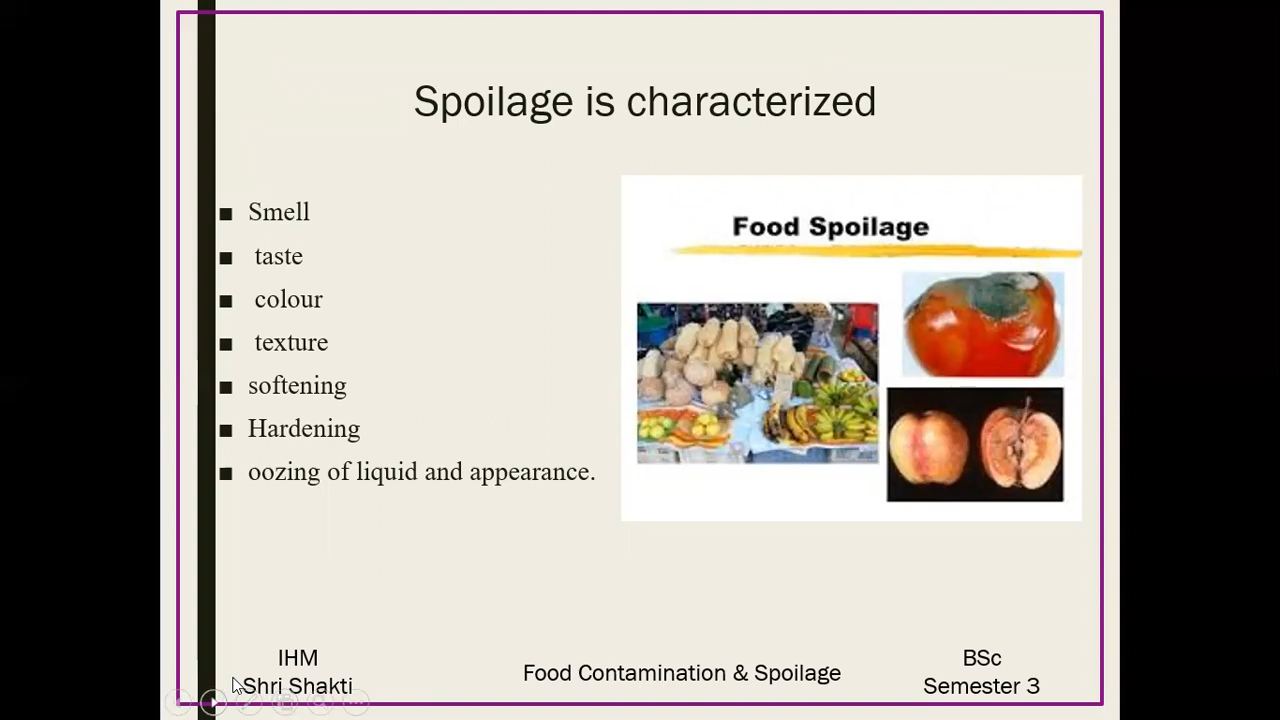 Spoilage is characterized
Smell
taste
colour
texture
softening
Hardening
oozing of liquid and appearance.
Food Spoilage
IHM
Shri Shakti
Food Contamination & Spoilage
BSc
Semester 3